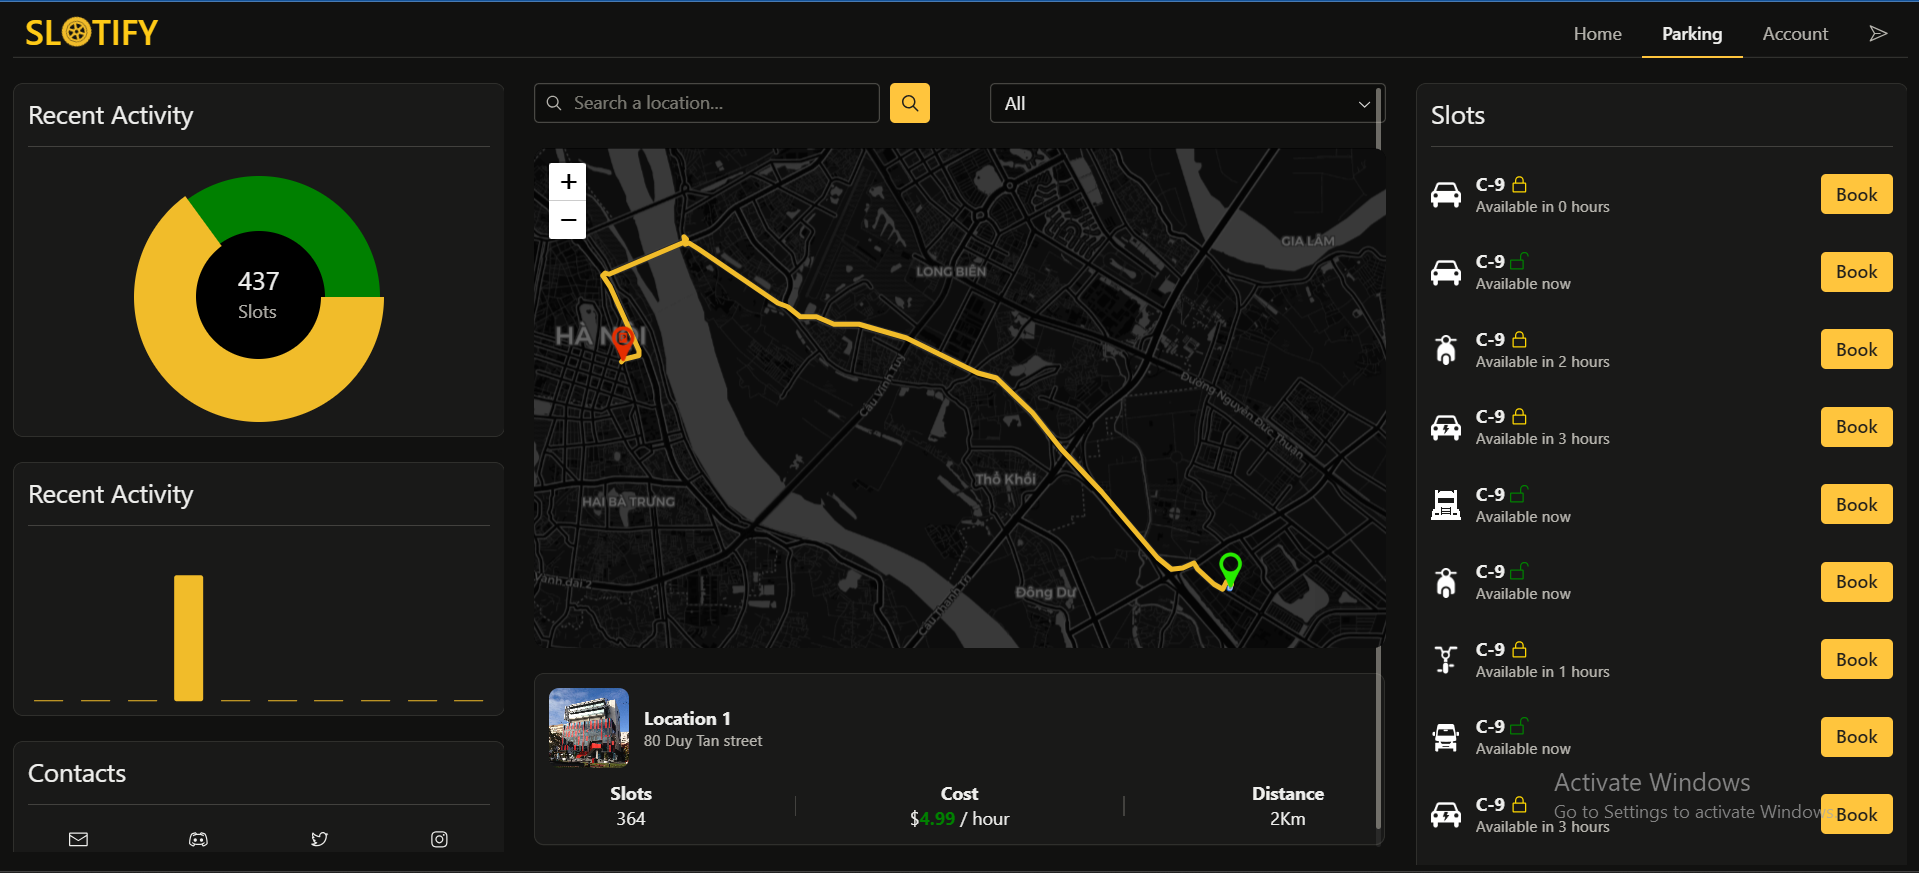 SLOTIFY
Home
Parking
Account
Recent Activity
437
Slots
Recent Activity
Contacts
Search a location...
All
+
−
GIA LÂM
LONG BIÊN
HÀ NỘI
Cầu Vĩnh Tuy
Đường Nguyễn Đức Thuận
Thổ Khối
HAI BÀ TRƯNG
Vành đai 2
Đông Dư
Cầu Thanh Trì
Location 1
80 Duy Tan street
Slots
364
Cost
$4.99 / hour
Distance
2Km
Slots
C-9
Available in 0 hours
Book
C-9
Available now
Book
C-9
Available in 2 hours
Book
C-9
Available in 3 hours
Book
C-9
Available now
Book
C-9
Available now
Book
C-9
Available in 1 hours
Book
C-9
Available now
Book
C-9
Available in 3 hours
Book
Activate Windows
Go to Settings to activate Windows.